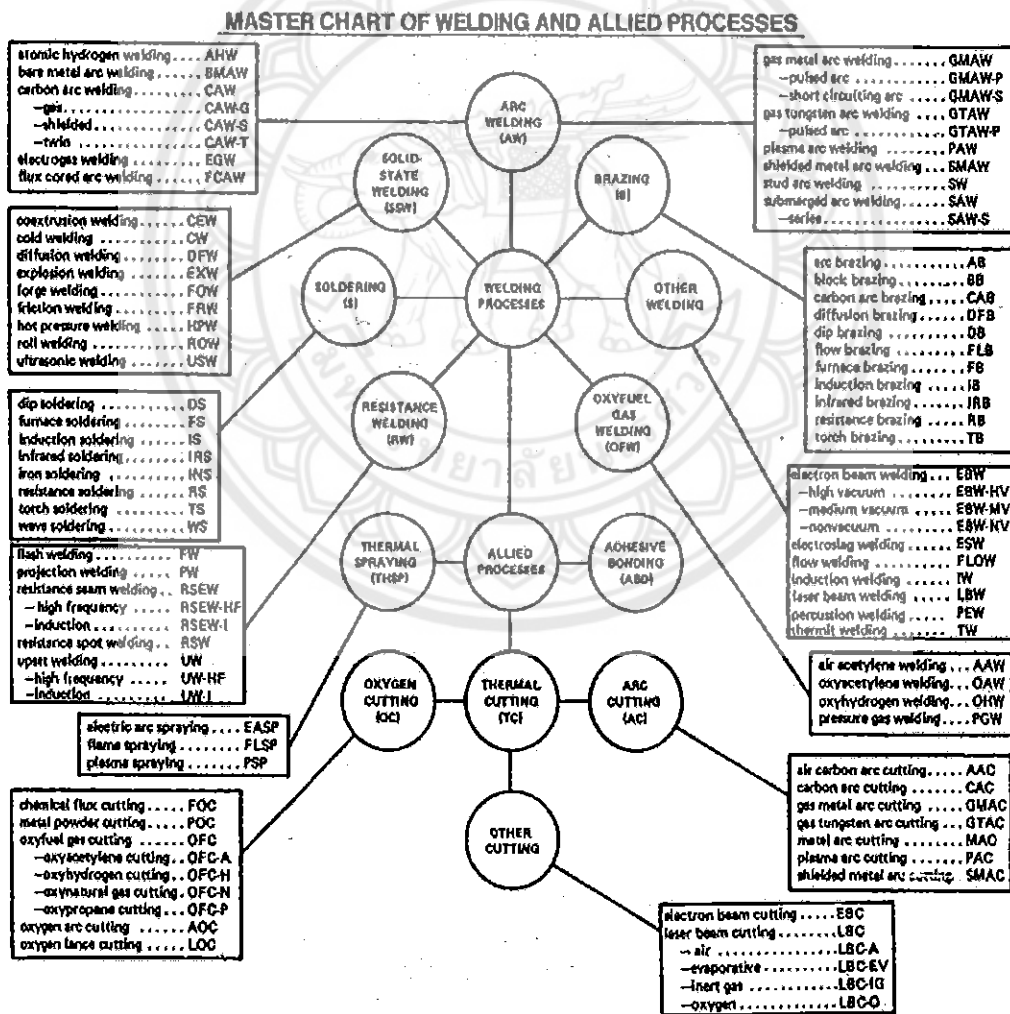 MASTER CHART OF WELDING AND ALLIED PROCESSES
atomic hydrogen welding.... AHW
bare metal arc welding..... BMAW
carbon arc welding ........ CAW
–gas................ CAW-G
–shielded........... CAW-S
–twin............... CAW-T
electrogas welding ........ EGW
flux cored arc welding .... FCAW
ARC
WELDING
(AW)
gas metal arc welding....... GMAW
–pulsed arc ............. GMAW-P
–short circuiting arc ...... GMAW-S
gas tungsten arc welding .... GTAW
–pulsed arc ............. GTAW-P
plasma arc welding ......... PAW
shielded metal arc welding... SMAW
stud arc welding ........... SW
submerged arc welding...... SAW
–series................. SAW-S
SOLID-
STATE
WELDING
(SSW)
BRAZING
(B)
coextrusion welding ....... CEW
cold welding .............. CW
diffusion welding ......... DFW
explosion welding ......... EXW
forge welding ............. FOW
friction welding........... FRW
hot pressure welding ...... HPW
roll welding .............. ROW
ultrasonic welding ........ USW
SOLDERING
(S)
WELDING
PROCESSES
OTHER
WELDING
arc brazing............ AB
block brazing .......... BB
carbon arc brazing...... CAB
diffusion brazing....... DFB
dip brazing............ DB
flow brazing ........... FLB
furnace brazing ........ FB
induction brazing....... IB
infrared brazing........ IRB
resistance brazing ...... RB
torch brazing .......... TB
dip soldering ............. DS
furnace soldering ......... FS
induction soldering........ IS
infrared soldering......... IRS
iron soldering ............ INS
resistance soldering ...... RS
torch soldering ........... TS
wave soldering............ WS
RESISTANCE
WELDING
(RW)
OXYFUEL
GAS
WELDING
(OFW)
electron beam welding .... EBW
–high vacuum ........ EBW-HV
–medium vacuum ..... EBW-MV
–nonvacuum ......... EBW-NV
electroslag welding....... ESW
flow welding............ FLOW
induction welding ....... IW
laser beam welding ...... LBW
percussion welding ...... PEW
thermit welding......... TW
flash welding............. FW
projection welding ........ PW
resistance seam welding... RSEW
–high frequency ....... RSEW-HF
–induction............ RSEW-I
resistance spot welding.... RSW
upset welding............ UW
–high frequency ....... UW-HF
–induction............ UW-I
THERMAL
SPRAYING
(THSP)
ALLIED
PROCESSES
ADHESIVE
BONDING
(ABD)
air acetylene welding.... AAW
oxyacetylene welding.... OAW
oxyhydrogen welding.... OHW
pressure gas welding..... PGW
OXYGEN
CUTTING
(OC)
THERMAL
CUTTING
(TC)
ARC
CUTTING
(AC)
electric arc spraying .... EASP
flame spraying ........ FLSP
plasma spraying ....... PSP
air carbon arc cutting..... AAC
carbon arc cutting ....... CAC
gas metal arc cutting..... GMAC
gas tungsten arc cutting ... GTAC
metal arc cutting........ MAC
plasma arc cutting....... PAC
shielded metal arc cutting. SMAC
chemical flux cutting ..... FOC
metal powder cutting..... POC
oxyfuel gas cutting ...... OFC
–oxyacetylene cutting.. OFC-A
–oxyhydrogen cutting.. OFC-H
–oxynatural gas cutting. OFC-N
–oxypropane cutting... OFC-P
oxygen arc cutting ...... AOC
oxygen lance cutting ..... LOC
OTHER
CUTTING
electron beam cutting ..... EBC
laser beam cutting......... LBC
–air ................. LBC-A
–evaporative ......... LBC-EV
–inert gas ........... LBC-IG
–oxygen ............. LBC-O